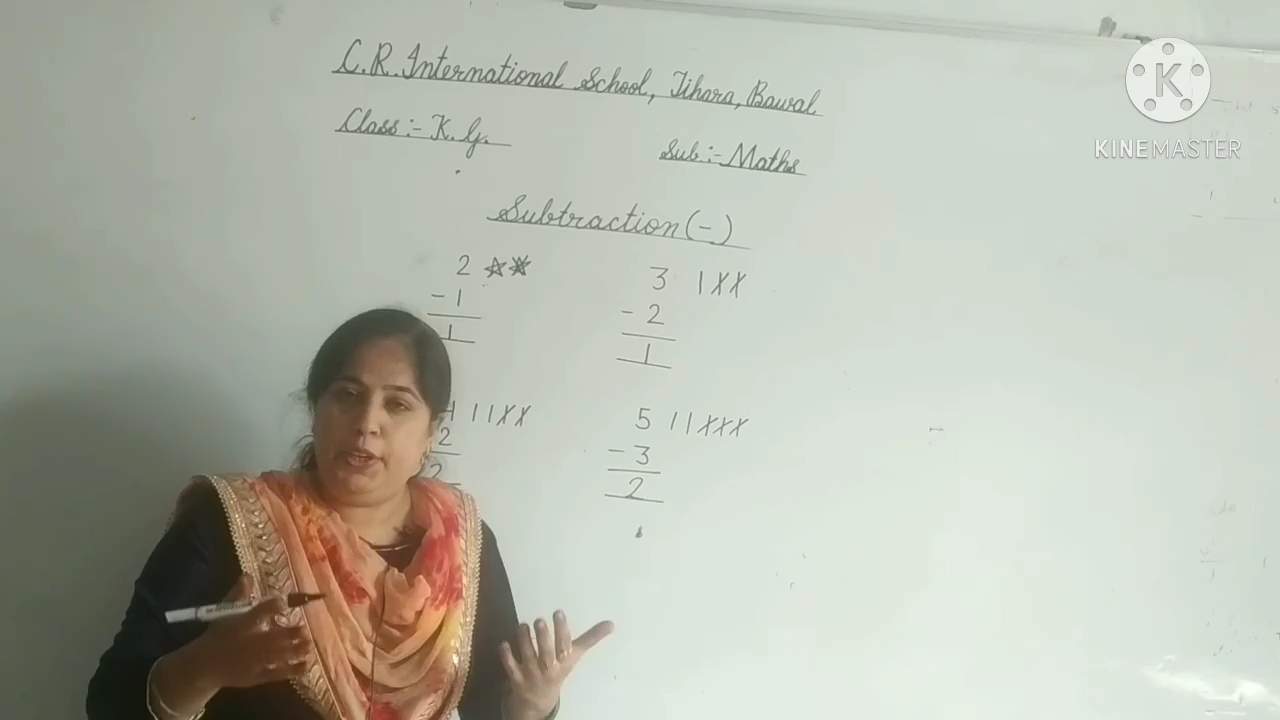 C.R. International School, Jihara, Bawal
Class:- K.G.
Sub:- Maths
Subtraction (-)
2
- 1
1
3 I X X
- 2
1
4 I I X X
2
2
5 I I X X X
- 3
2
K
KINEMASTER